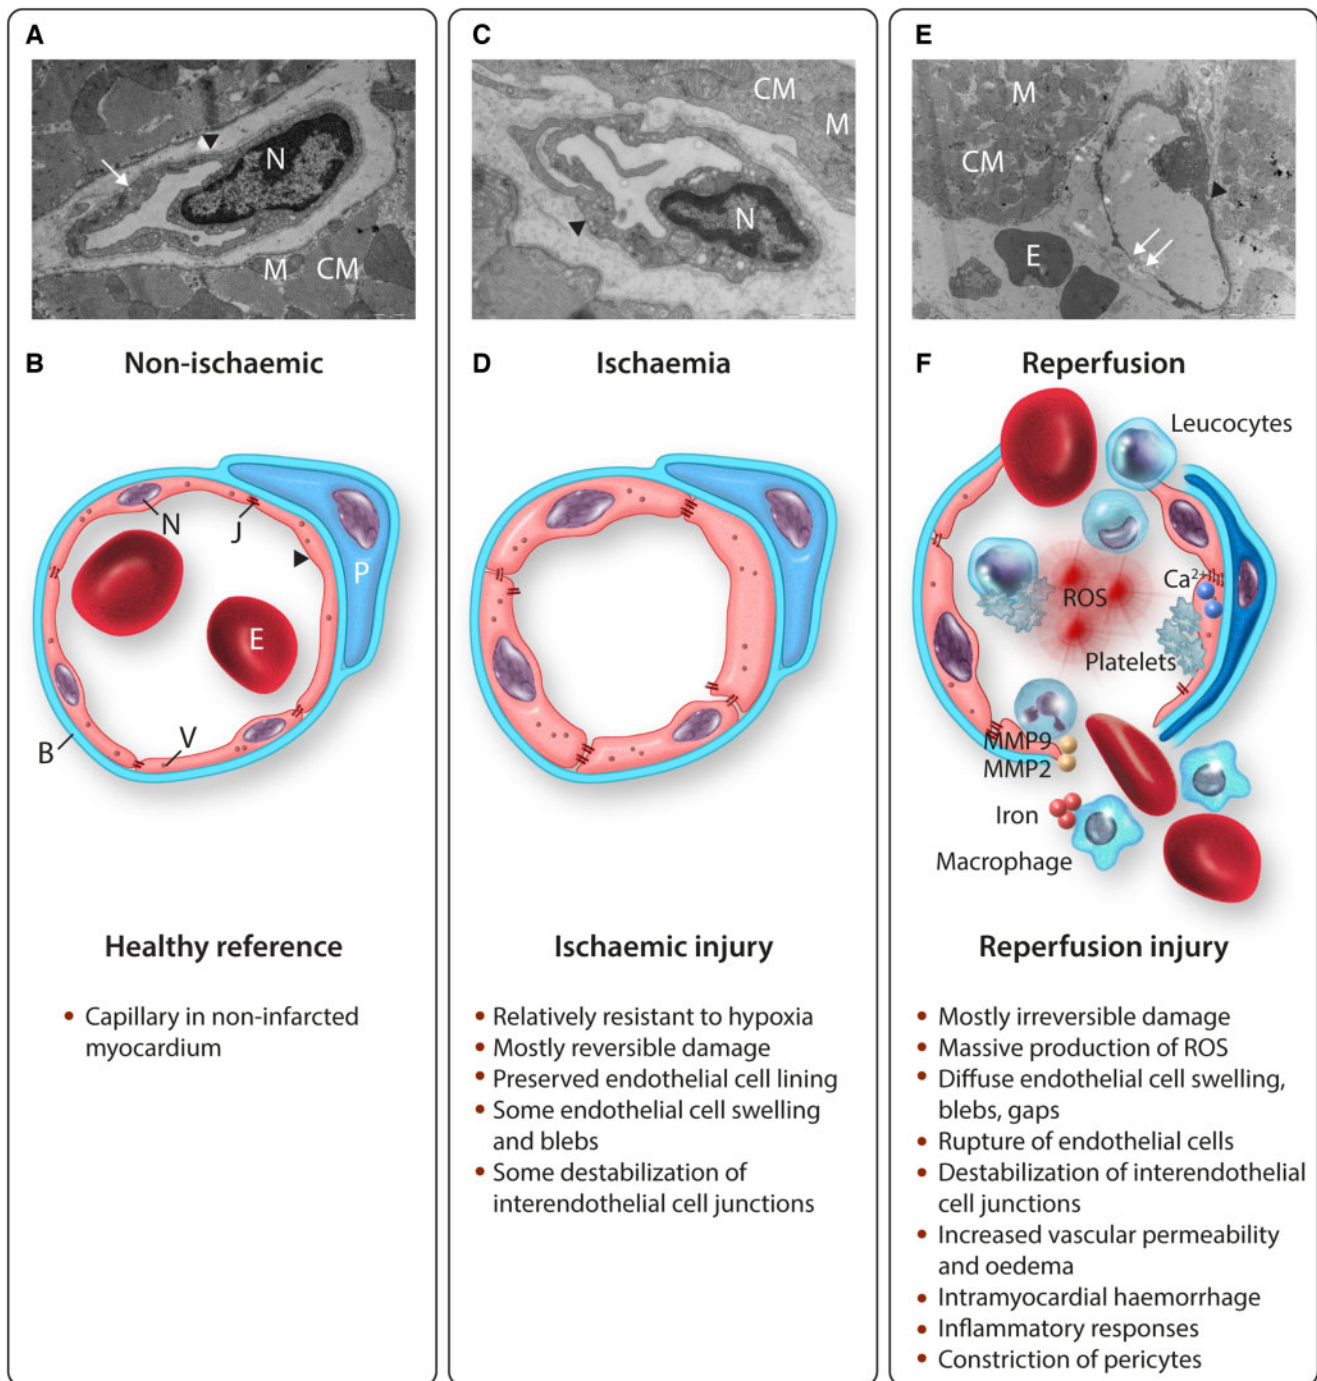 A
N
M
CM
B
Non-ischaemic
N
J
P
E
B
V
Healthy reference
• Capillary in non-infarcted
myocardium
C
CM
M
N
D
Ischaemia
Ischaemic injury
• Relatively resistant to hypoxia
• Mostly reversible damage
• Preserved endothelial cell lining
• Some endothelial cell swelling
and blebs
• Some destabilization of
interendothelial cell junctions
E
M
CM
E
F
Reperfusion
Leucocytes
Ca²⁺
ROS
Platelets
MMP9
MMP2
Iron
Macrophage
Reperfusion injury
• Mostly irreversible damage
• Massive production of ROS
• Diffuse endothelial cell swelling,
blebs, gaps
• Rupture of endothelial cells
• Destabilization of interendothelial
cell junctions
• Increased vascular permeability
and oedema
• Intramyocardial haemorrhage
• Inflammatory responses
• Constriction of pericytes